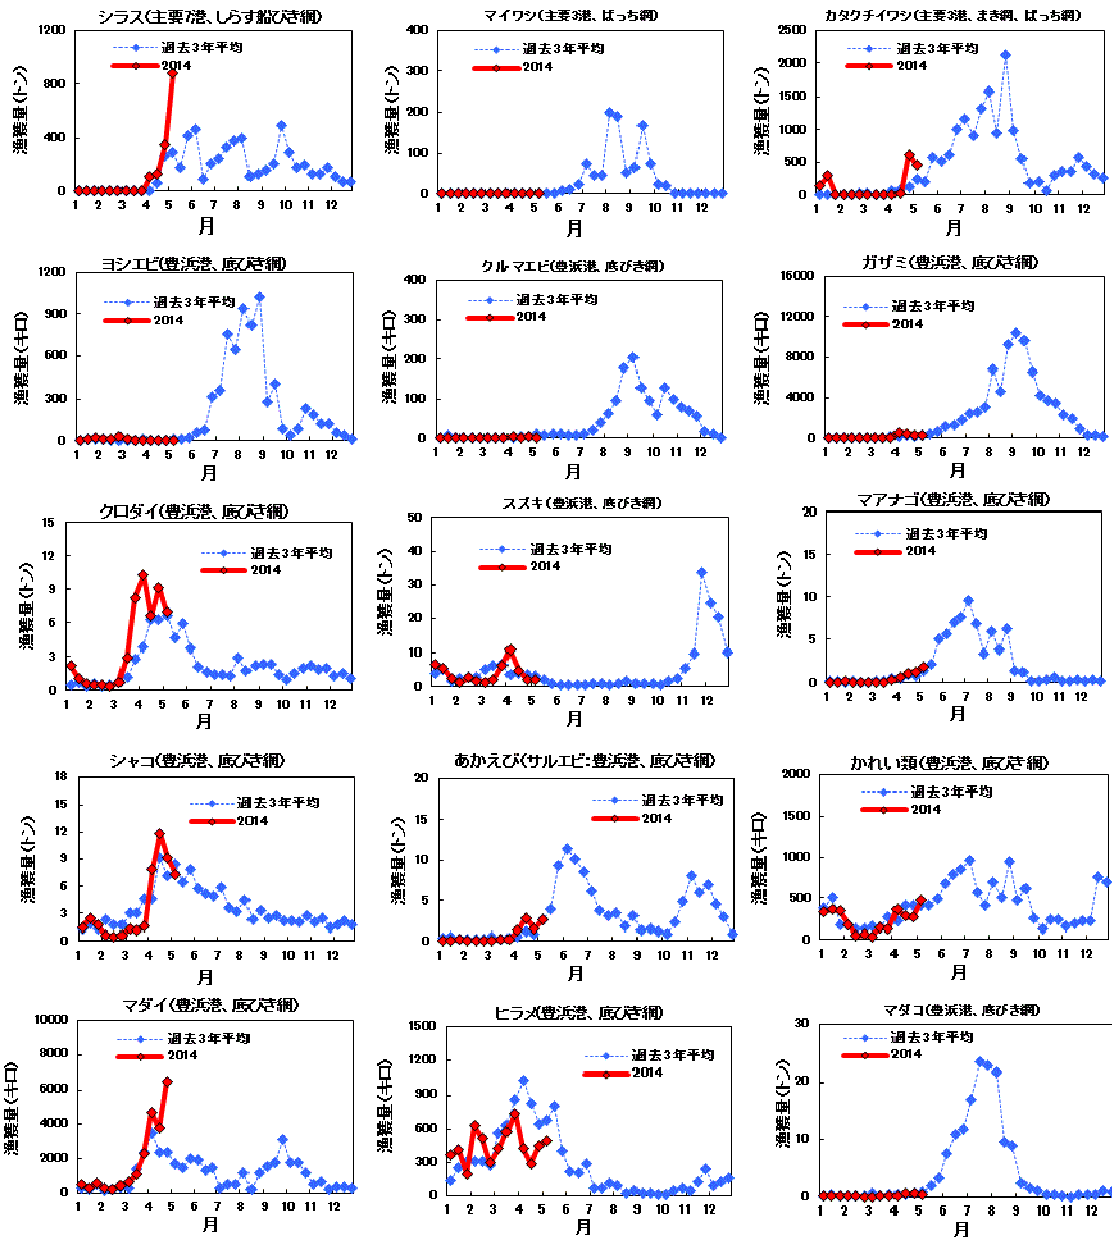 シラス(主要7港、しらす船びき網)
漁獲量(トン)
1200
800
400
0
過去3年平均
2014
1 2 3 4 5 6 7 8 9 10 11 12
月
マイワシ(主要3港、ばっち網)
漁獲量(トン)
400
300
200
100
0
過去3年平均
2014
1 2 3 4 5 6 7 8 9 10 11 12
月
カタクチイワシ(主要3港、まき網、ばっち網)
漁獲量(トン)
2500
2000
1500
1000
500
0
過去3年平均
2014
1 2 3 4 5 6 7 8 9 10 11 12
月
ヨシエビ(豊浜港、底びき網)
漁獲量(キロ)
1200
900
600
300
0
過去3年平均
2014
1 2 3 4 5 6 7 8 9 10 11 12
月
クルマエビ(豊浜港、底びき網)
漁獲量(キロ)
400
300
200
100
0
過去3年平均
2014
1 2 3 4 5 6 7 8 9 10 11 12
月
ガザミ(豊浜港、底びき網)
漁獲量(キロ)
16000
12000
8000
4000
0
過去3年平均
2014
1 2 3 4 5 6 7 8 9 10 11 12
月
クロダイ(豊浜港、底びき網)
漁獲量(トン)
15
12
9
6
3
0
過去3年平均
2014
1 2 3 4 5 6 7 8 9 10 11 12
月
スズキ(豊浜港、底びき網)
漁獲量(トン)
50
40
30
20
10
0
過去3年平均
2014
1 2 3 4 5 6 7 8 9 10 11 12
月
マアナゴ(豊浜港、底びき網)
漁獲量(トン)
20
15
10
5
0
過去3年平均
2014
1 2 3 4 5 6 7 8 9 10 11 12
月
シャコ(豊浜港、底びき網)
漁獲量(トン)
18
15
12
9
6
3
0
過去3年平均
2014
1 2 3 4 5 6 7 8 9 10 11 12
月
あかえび(サルエビ:豊浜港、底びき網)
漁獲量(トン)
20
15
10
5
0
過去3年平均
2014
1 2 3 4 5 6 7 8 9 10 11 12
月
かれい類(豊浜港、底びき網)
漁獲量(キロ)
2000
1500
1000
500
0
過去3年平均
2014
1 2 3 4 5 6 7 8 9 10 11 12
月
マダイ(豊浜港、底びき網)
漁獲量(キロ)
10000
8000
6000
4000
2000
0
過去3年平均
2014
1 2 3 4 5 6 7 8 9 10 11 12
月
ヒラメ(豊浜港、底びき網)
漁獲量(キロ)
1500
1200
900
600
300
0
過去3年平均
2014
1 2 3 4 5 6 7 8 9 10 11 12
月
マダコ(豊浜港、底びき網)
漁獲量(トン)
30
20
10
0
過去3年平均
2014
1 2 3 4 5 6 7 8 9 10 11 12
月